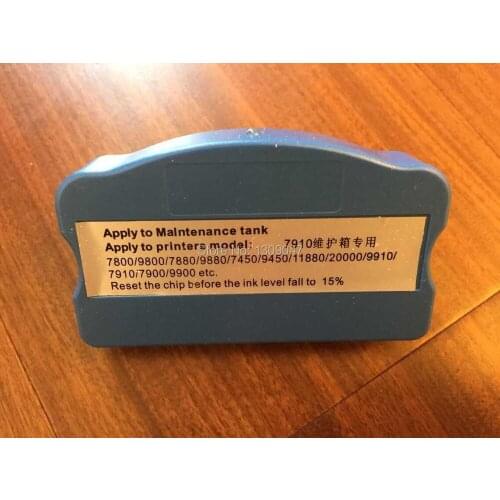 Apply to Maintenance tank
Apply to printers model: 7910维护箱专用
7800/9800/7880/9880/7450/9450/11880/20000/9910/
7910/7900/9900 etc.
Reset the chip before the ink level fall to 15%